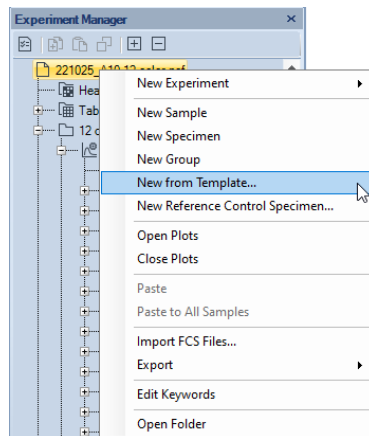 Experiment Manager
221025_A10 12 color.ncf
Hea
Tab
12 c
New Experiment
New Sample
New Specimen
New Group
New from Template...
New Reference Control Specimen...
Open Plots
Close Plots
Paste
Paste to All Samples
Import FCS Files...
Export
Edit Keywords
Open Folder